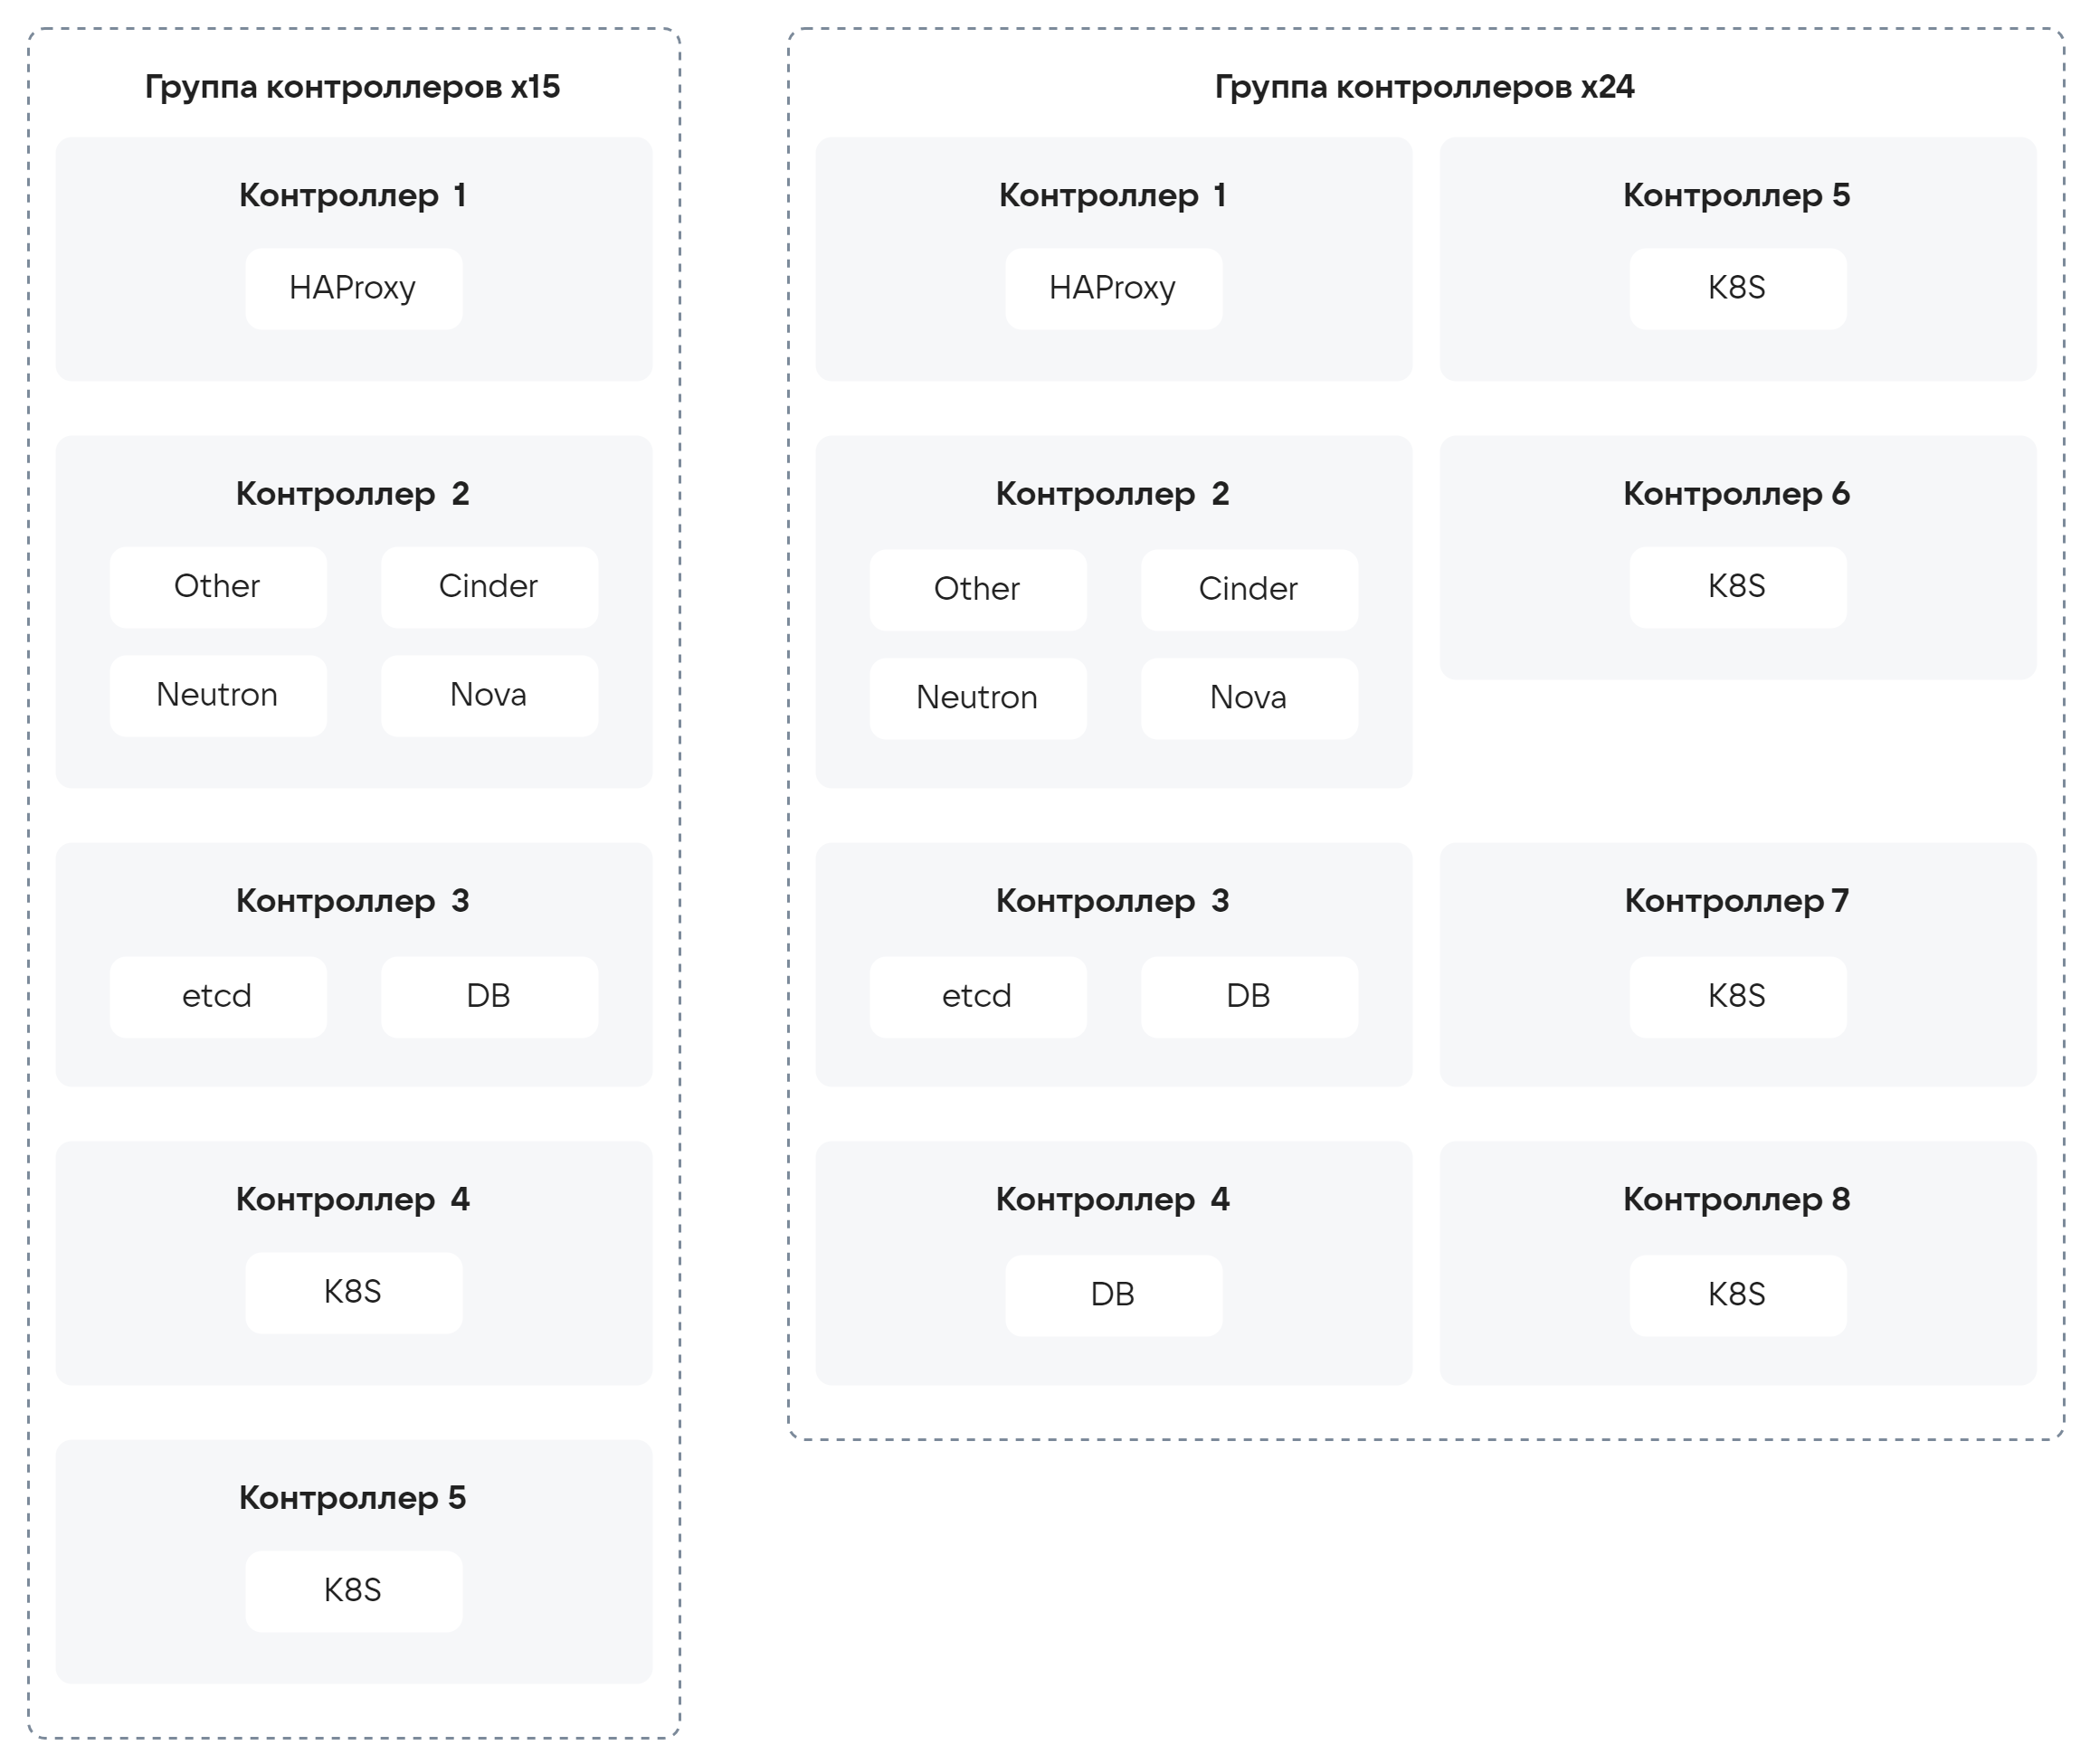 Группа контроллеров x15
Контроллер 1
HAProxy
Контроллер 2
Other
Cinder
Neutron
Nova
Контроллер 3
etcd
DB
Контроллер 4
K8S
Контроллер 5
K8S
Группа контроллеров x24
Контроллер 1
HAProxy
Контроллер 2
Other
Cinder
Neutron
Nova
Контроллер 3
etcd
DB
Контроллер 4
DB
Контроллер 5
K8S
Контроллер 6
K8S
Контроллер 7
K8S
Контроллер 8
K8S